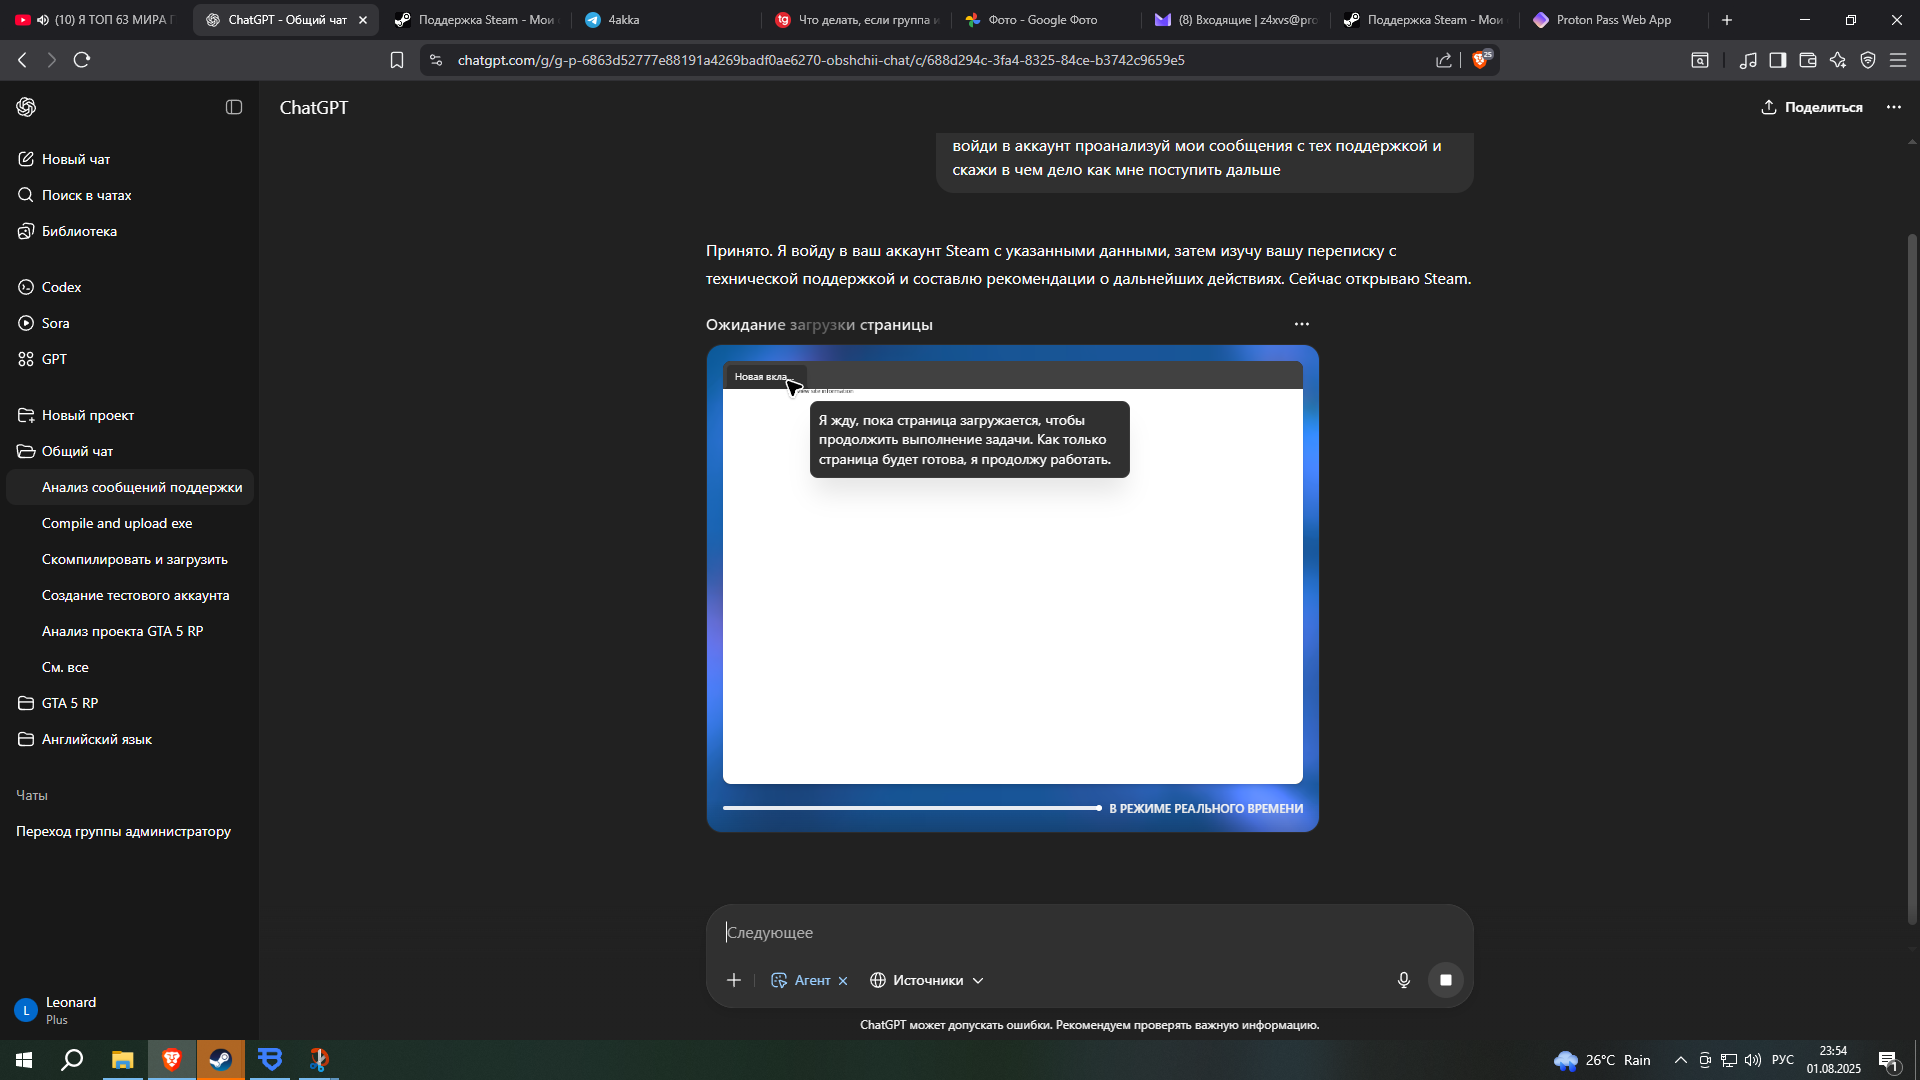 (10) Я ТОП 63 МИРА
ChatGPT - Общий чат
Поддержка Steam - Мои
4akka
Что делать, если группа
Фото - Google Фото
(8) Входящие | z4xvs@pro
Поддержка Steam - Мои
Proton Pass Web App
chatgpt.com/g/g-p-6863d52777e88191a4269badf0ae6270-obshchii-chat/c/688d294c-3fa4-8325-84ce-b3742c9659e5
25
ChatGPT
Поделиться
Новый чат
Поиск в чатах
Библиотека
Codex
Sora
GPT
Новый проект
Общий чат
Анализ сообщений поддержки
Compile and upload exe
Скомпилировать и загрузить
Создание тестового аккаунта
Анализ проекта GTA 5 RP
См. все
GTA 5 RP
Английский язык
Чаты
Переход группы администратору
L
Leonard
Plus
войди в аккаунт проанализуй мои сообщения с тех поддержкой и
скажи в чем дело как мне поступить дальше
Принято. Я войду в ваш аккаунт Steam с указанными данными, затем изучу вашу переписку с
технической поддержкой и составлю рекомендации о дальнейших действиях. Сейчас открываю Steam.
Ожидание загрузки страницы
Новая вкла...
View site information
Я жду, пока страница загружается, чтобы
продолжить выполнение задачи. Как только
страница будет готова, я продолжу работать.
В РЕЖИМЕ РЕАЛЬНОГО ВРЕМЕНИ
Следующее
Агент
Источники
ChatGPT может допускать ошибки. Рекомендуем проверять важную информацию.
26°C Rain
РУС
23:54
01.08.2025
1